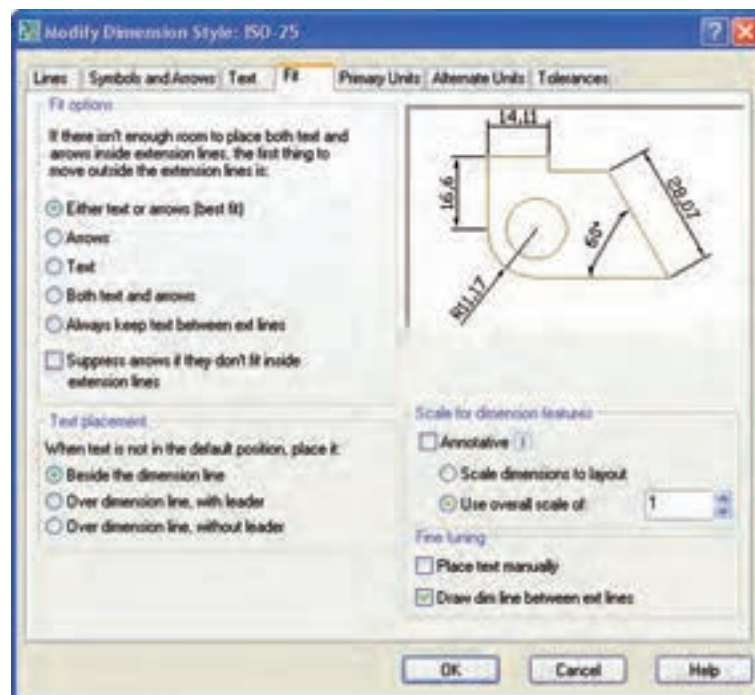 Modify Dimension Style: ISO-25
Lines Symbols and Arrows Text Fit Primary Units Alternate Units Tolerances
Fit options
If there isn't enough room to place both text and
arrows inside extension lines, the first thing to
move outside the extension lines is:
Either text or arrows (best fit)
Arrows
Text
Both text and arrows
Always keep text between ext lines
Suppress arrows if they don't fit inside
extension lines
Text placement
When text is not in the default position, place it:
Beside the dimension line
Over dimension line, with leader
Over dimension line, without leader
14,11
16,6
28,07
60°
R11,17
Scale for dimension features
Annotative
Scale dimensions to layout
Use overall scale of: 1
Fine tuning
Place text manually
Draw dim line between ext lines
OK Cancel Help